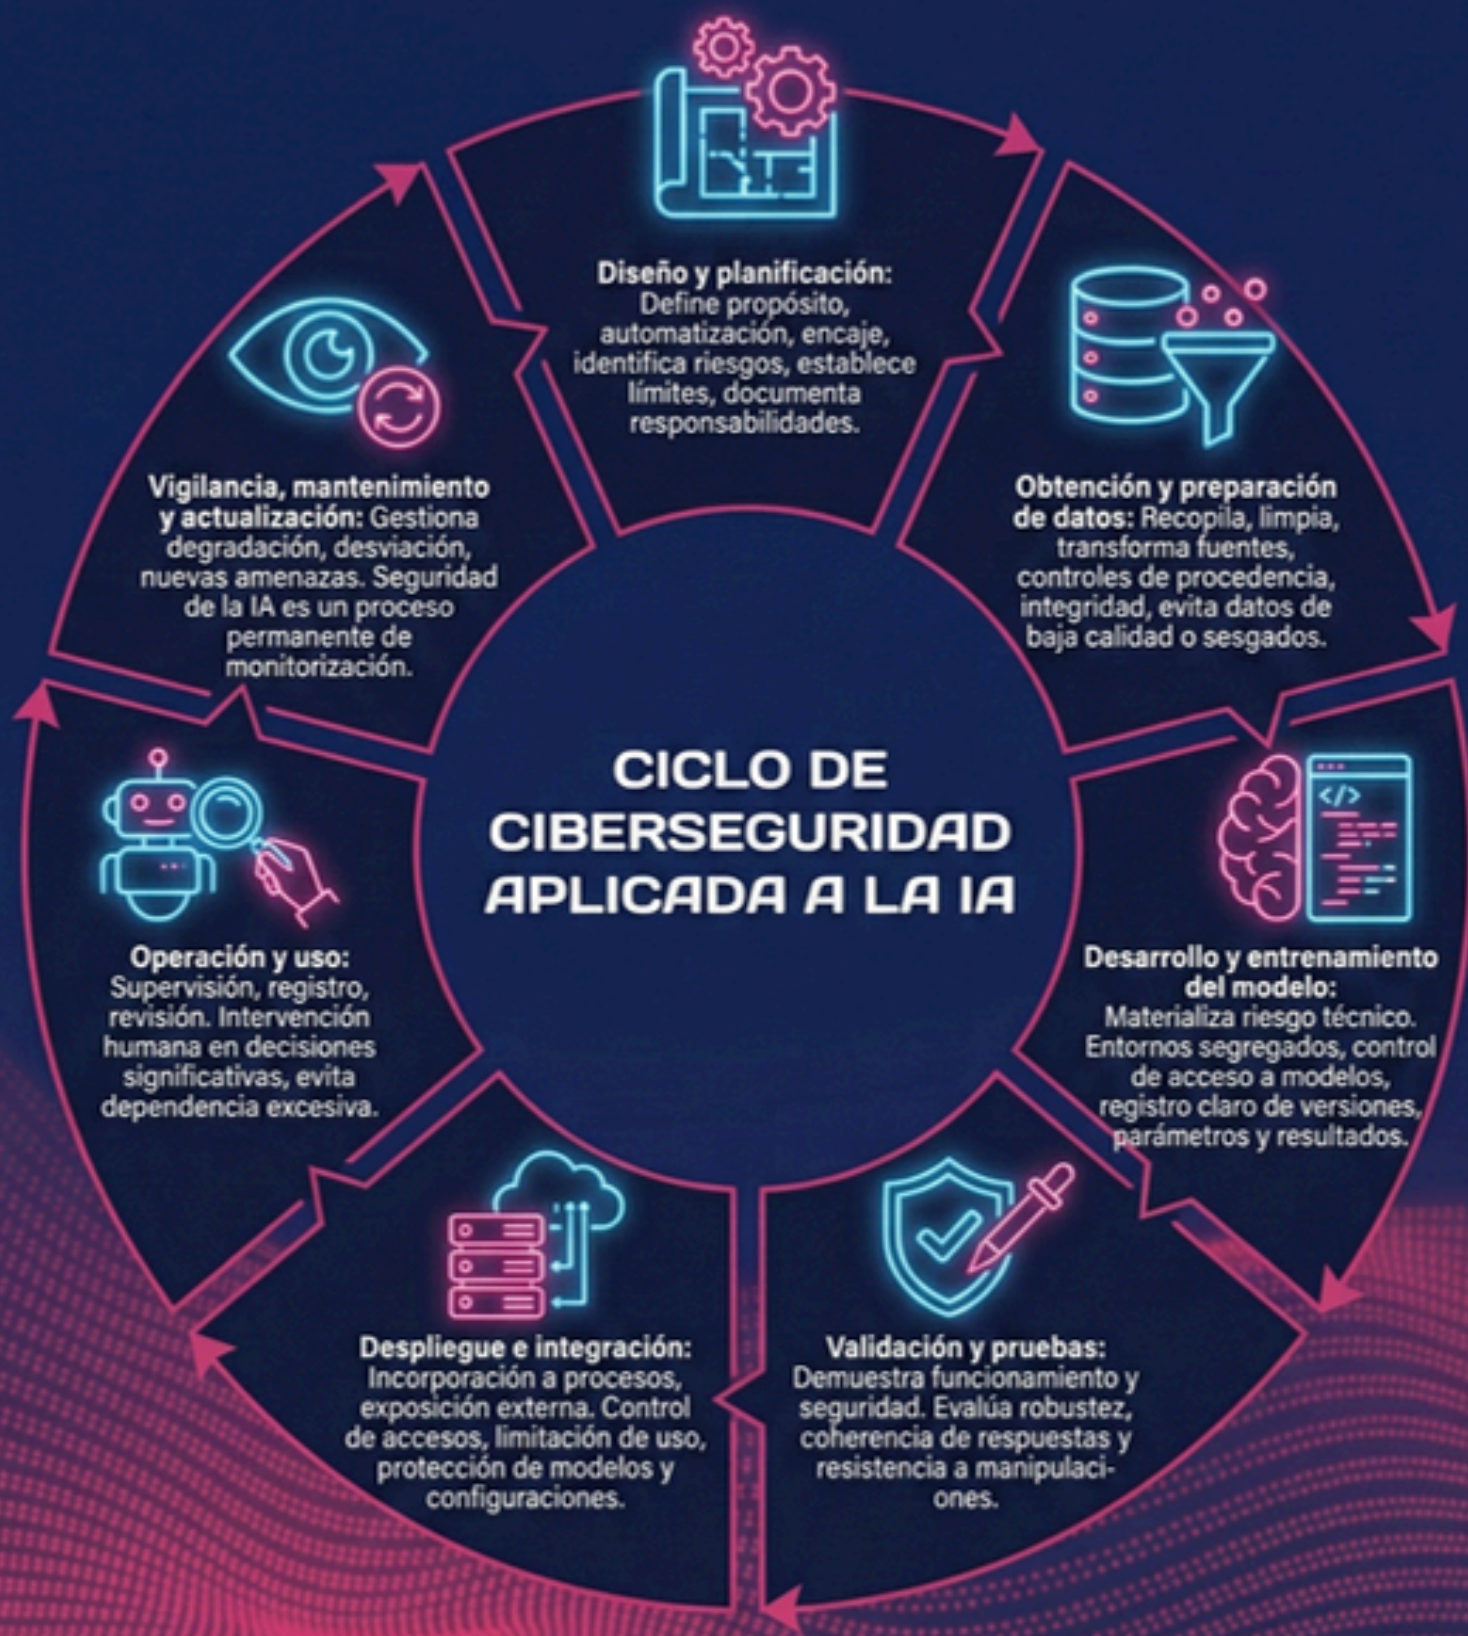 CICLO DE
CIBERSEGURIDAD
APLICADA A LA IA
Diseño y planificación:
Define propósito,
automatización, encaje,
identifica riesgos, establece
límites, documenta
responsabilidades.
Obtención y preparación
de datos: Recopila, limpia,
transforma fuentes,
controles de procedencia,
integridad, evita datos de
baja calidad o sesgados.
Desarrollo y entrenamiento
del modelo:
Materializa riesgo técnico.
Entornos segregados, control
de acceso a modelos,
registro claro de versiones,
parámetros y resultados.
Validación y pruebas:
Demuestra funcionamiento y
seguridad. Evalúa robustez,
coherencia de respuestas y
resistencia a manipulaci-
ones.
Despliegue e integración:
Incorporación a procesos,
exposición externa. Control
de accesos, limitación de uso,
protección de modelos y
configuraciones.
Operación y uso:
Supervisión, registro,
revisión. Intervención
humana en decisiones
significativas, evita
dependencia excesiva.
Vigilancia, mantenimiento
y actualización: Gestiona
degradación, desviación,
nuevas amenazas. Seguridad
de la IA es un proceso
permanente de
monitorización.